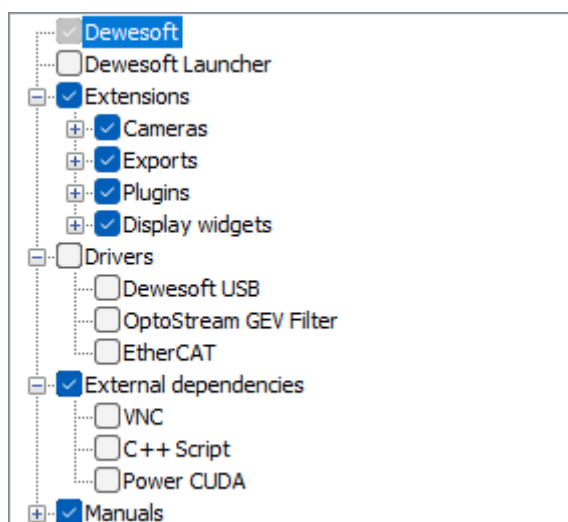 Dewesoft
Dewesoft Launcher
Extensions
Cameras
Exports
Plugins
Display widgets
Drivers
Dewesoft USB
OptoStream GEV Filter
EtherCAT
External dependencies
VNC
C++ Script
Power CUDA
Manuals